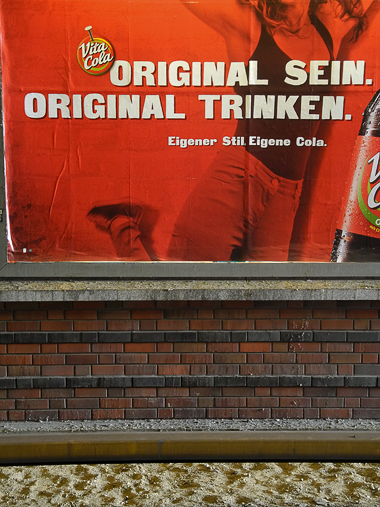 Vita
Cola
ORIGINAL SEIN.
ORIGINAL TRINKEN.
Eigener Stil. Eigene Cola.